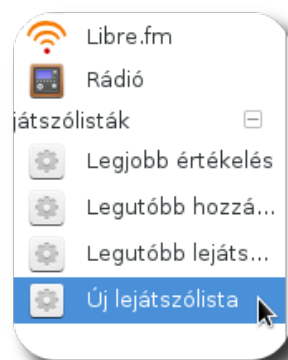 Libre.fm
Rádió
játszólisták
Legjobb értékelés
Legutóbb hozzá...
Legutóbb lejáts...
Új lejátszólista